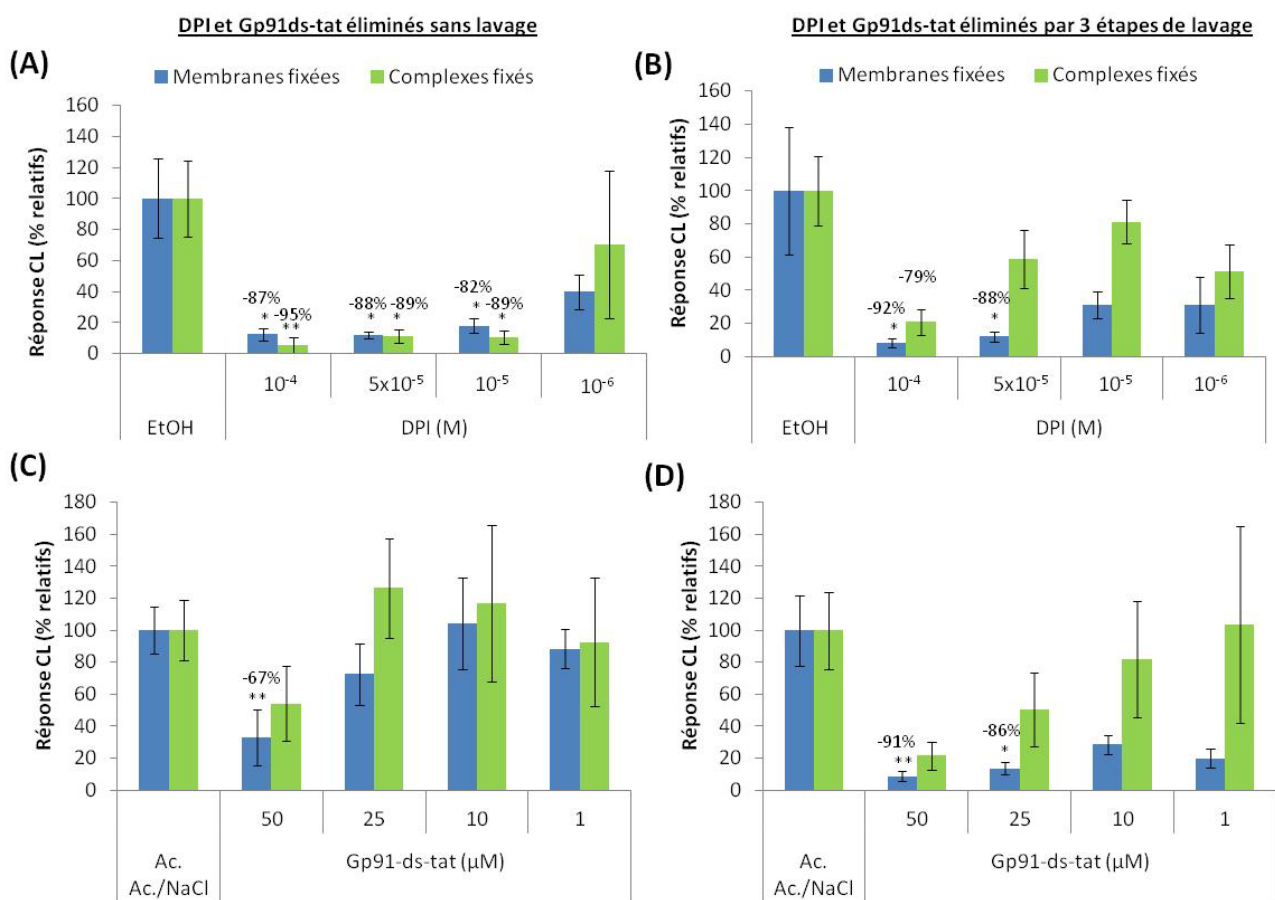 DPI et Gp91ds-tat éliminés sans lavage
DPI et Gp91ds-tat éliminés par 3 étapes de lavage
(A)
Membranes fixées
Complexes fixés
Réponse CL (% relatifs)
160
140
120
100
80
60
40
20
0
-87%
*
-95%
**
-88%
*
-89%
*
-82%
*
-89%
*
10⁻⁴
5x10⁻⁵
10⁻⁵
10⁻⁶
EtOH
DPI (M)
(B)
Membranes fixées
Complexes fixés
Réponse CL (% relatifs)
160
140
120
100
80
60
40
20
0
-92%
*
-79%
-88%
*
10⁻⁴
5x10⁻⁵
10⁻⁵
10⁻⁶
EtOH
DPI (M)
(C)
Réponse CL (% relatifs)
180
160
140
120
100
80
60
40
20
0
-67%
**
50
25
10
1
Ac.
Ac./NaCl
Gp91-ds-tat (µM)
(D)
Réponse CL (% relatifs)
180
160
140
120
100
80
60
40
20
0
-91%
**
-86%
*
50
25
10
1
Ac.
Ac./NaCl
Gp91-ds-tat (µM)